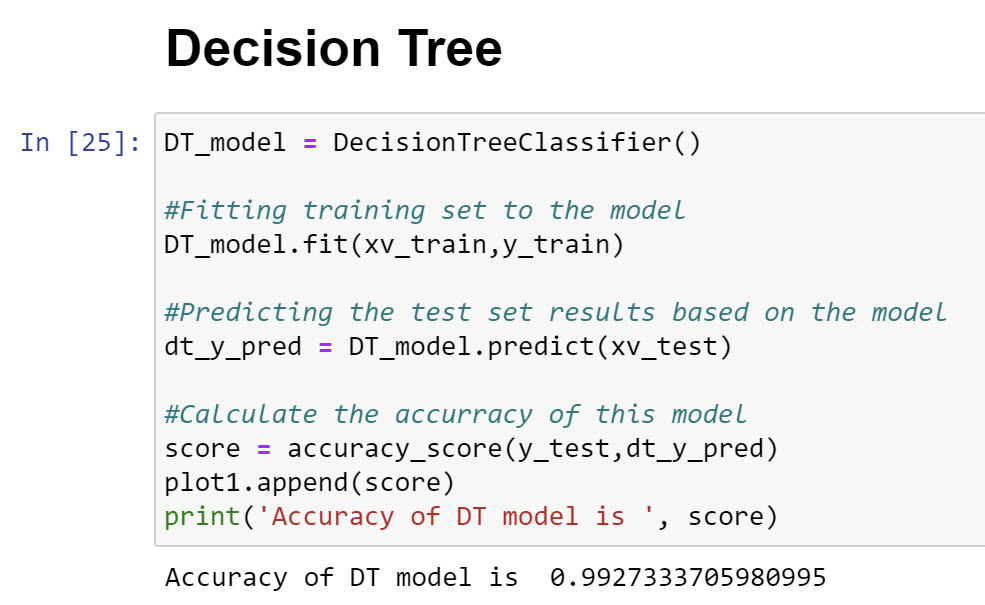 Decision Tree
In [25]: DT_model = DecisionTreeClassifier()
#Fitting training set to the model
DT_model.fit(xv_train,y_train)
#Predicting the test set results based on the model
dt_y_pred = DT_model.predict(xv_test)
#Calculate the accurracy of this model
score = accuracy_score(y_test,dt_y_pred)
plot1.append(score)
print('Accuracy of DT model is ', score)
Accuracy of DT model is  0.9927333705980995